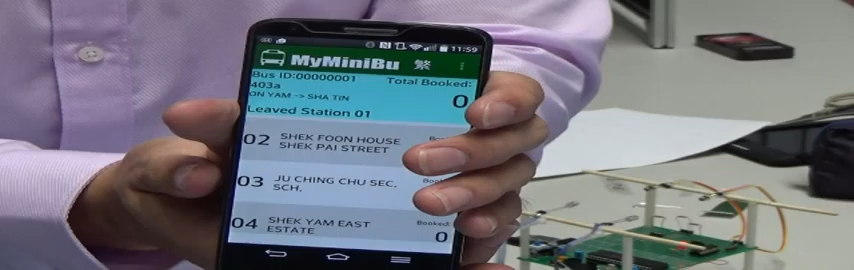 11:59
MyMiniBu 繁
Bus ID:00000001 Total Booked:
403a
ON YAM -> SHA TIN 0
Leaved Station 01
02 SHEK FOON HOUSE
SHEK PAI STREET
03 JU CHING CHU SEC.
SCH.
04 SHEK YAM EAST Booked:
ESTATE 0